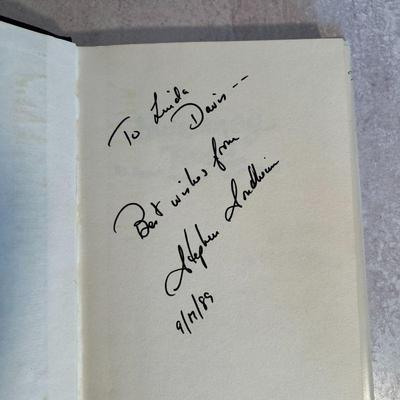 To Linda
Davis --
Best wishes from
Stephen Sondheim
9/17/89